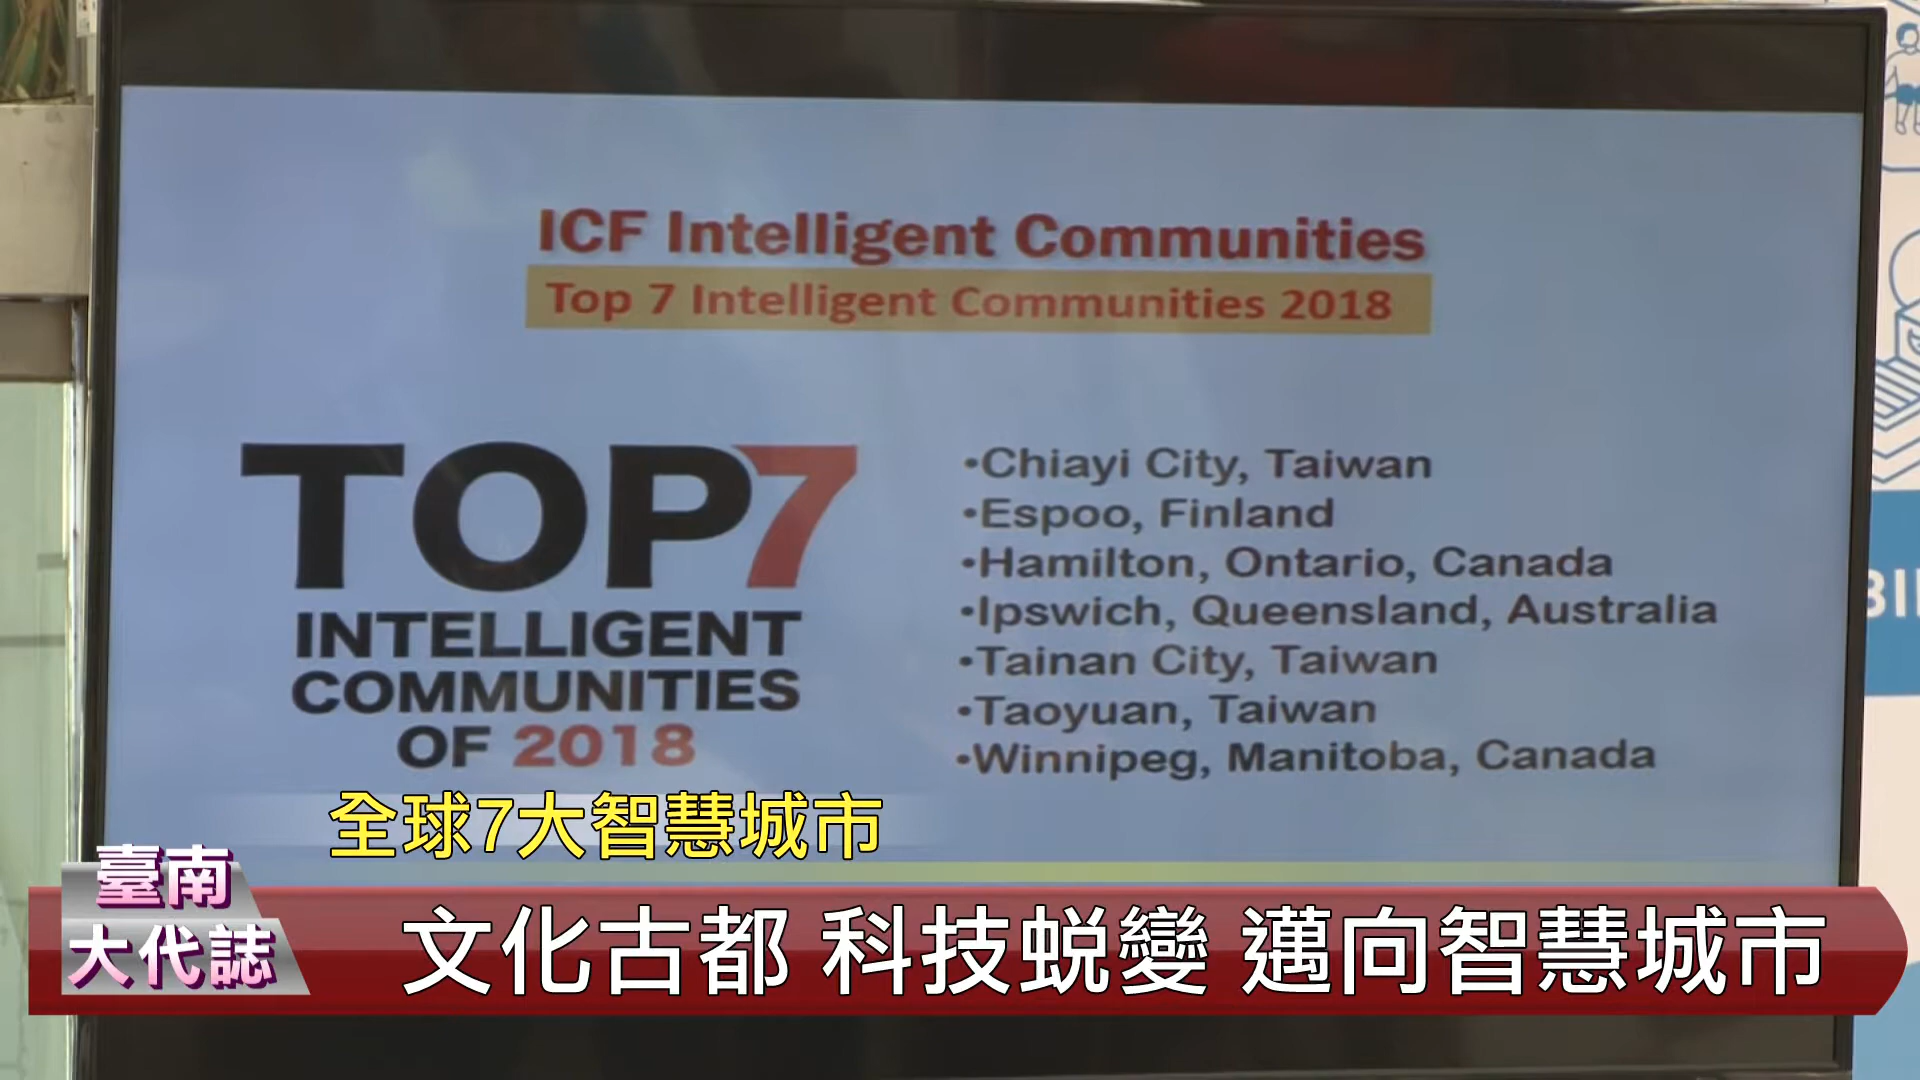 ICF Intelligent Communities
Top 7 Intelligent Communities 2018
TOP7
INTELLIGENT
COMMUNITIES
OF 2018
•Chiayi City, Taiwan
•Espoo, Finland
•Hamilton, Ontario, Canada
•Ipswich, Queensland, Australia
•Tainan City, Taiwan
•Taoyuan, Taiwan
•Winnipeg, Manitoba, Canada
全球7大智慧城市
臺南
大代誌
文化古都 科技蛻變 邁向智慧城市